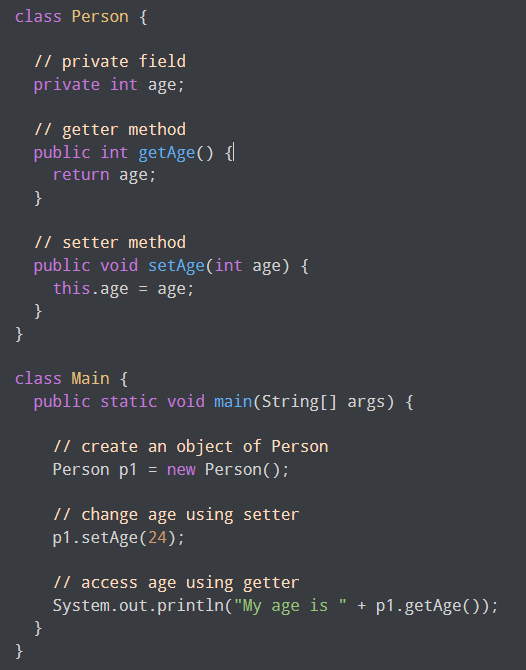 class Person {
// private field
private int age;
// getter method
public int getAge() {
return age;
}
// setter method
public void setAge(int age) {
this.age = age;
}
}
class Main {
public static void main(String[] args) {
// create an object of Person
Person p1 = new Person();
// change age using setter
p1.setAge(24);
// access age using getter
System.out.println("My age is " + p1.getAge());
}
}